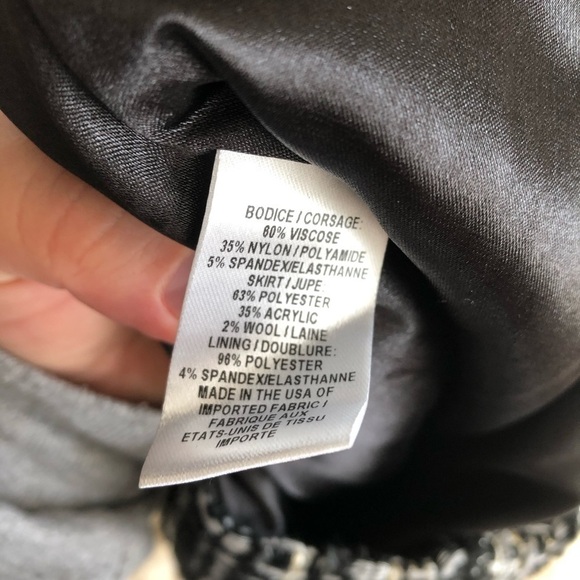 BODICE / CORSAGE:
60% VISCOSE
35% NYLON / POLYAMIDE
5% SPANDEX/ELASTHANNE
SKIRT / JUPE:
63% POLYESTER
35% ACRYLIC
2% WOOL / LAINE
LINING / DOUBLURE:
96% POLYESTER
4% SPANDEX/ELASTHANNE
MADE IN THE USA OF
IMPORTED FABRIC /
FABRIQUE AUX
ETATS-UNIS DE TISSU
IMPORTE